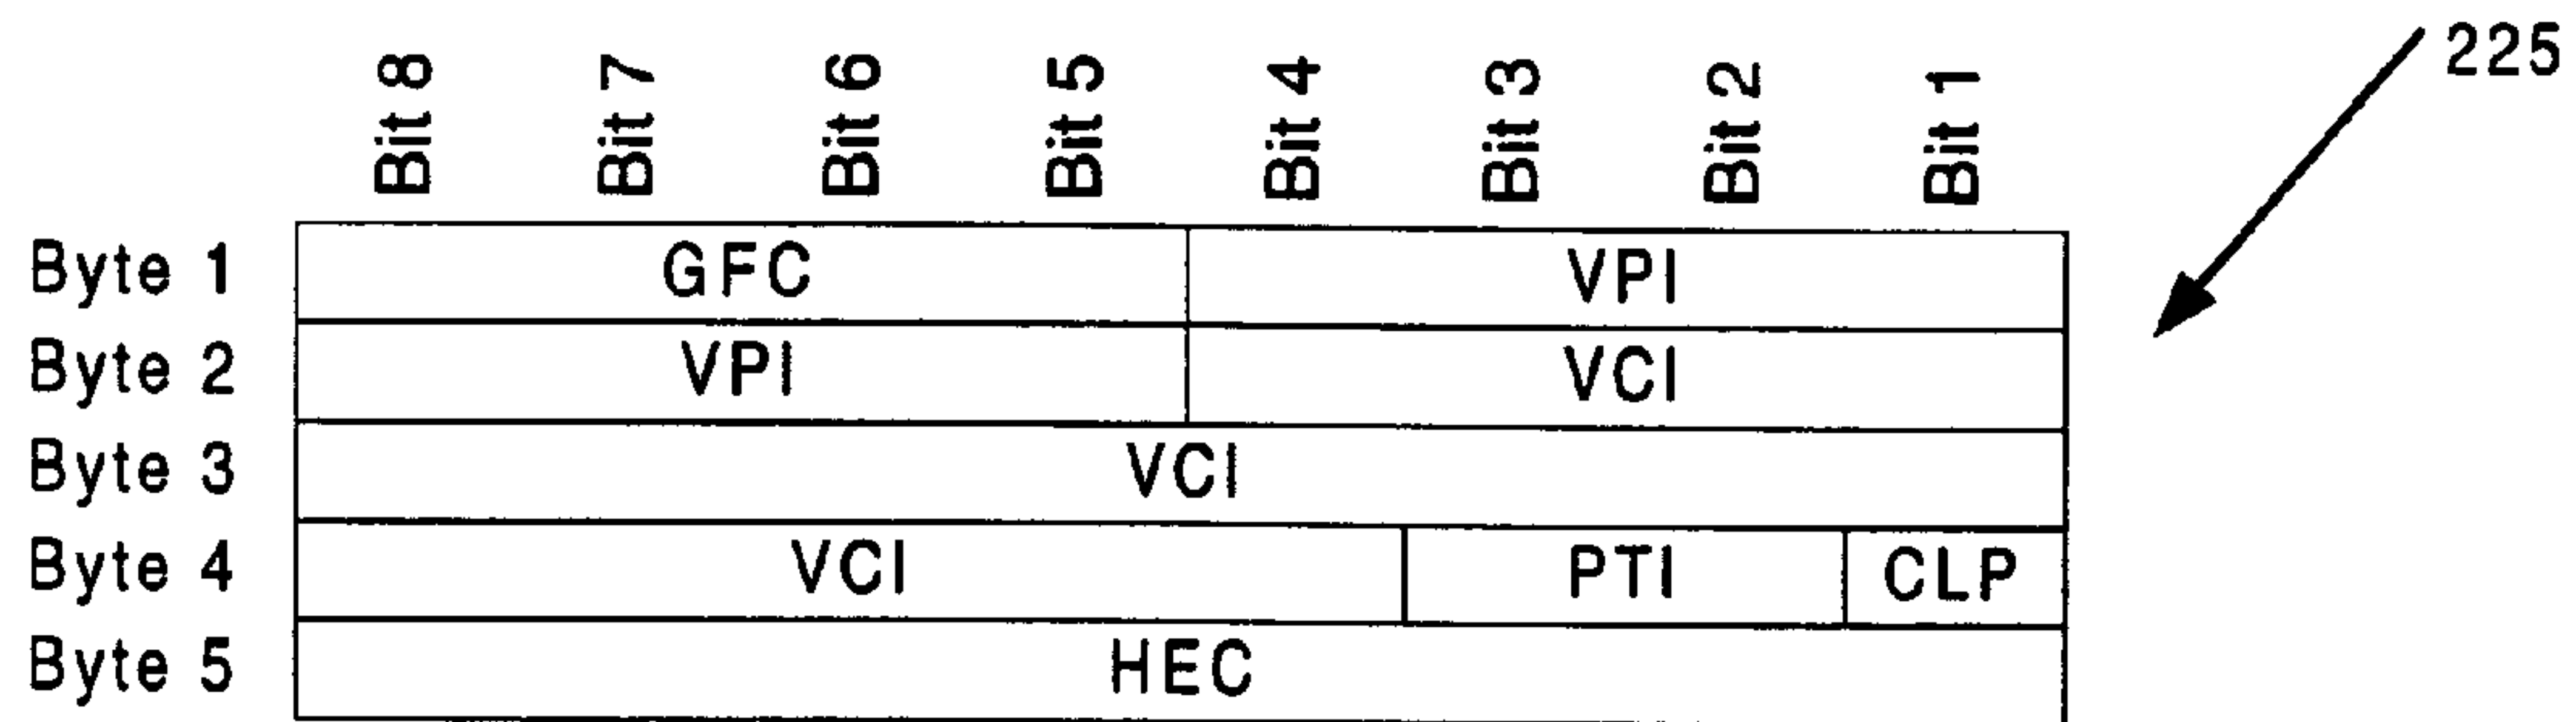 225
Bit 8 Bit 7 Bit 6 Bit 5 Bit 4 Bit 3 Bit 2 Bit 1
Byte 1 GFC VPI
Byte 2 VPI VCI
Byte 3 VCI
Byte 4 VCI PTI CLP
Byte 5 HEC